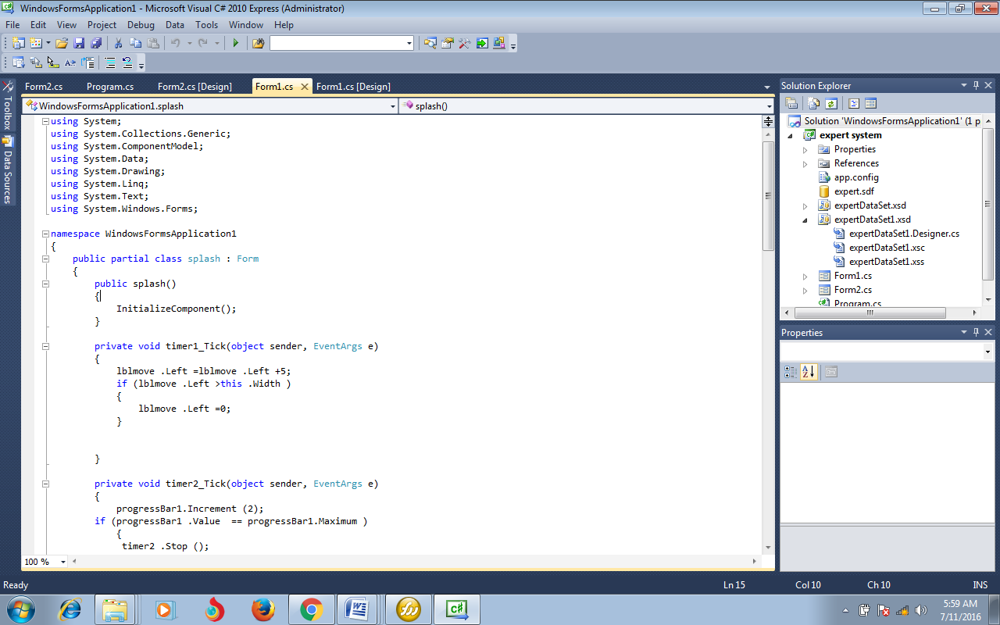 WindowsFormsApplication1 - Microsoft Visual C# 2010 Express (Administrator)
File Edit View Project Debug Data Tools Window Help
Toolbox
Data Sources
Form2.cs Program.cs Form2.cs [Design] Form1.cs Form1.cs [Design]
WindowsFormsApplication1.splash splash()
using System;
using System.Collections.Generic;
using System.ComponentModel;
using System.Data;
using System.Drawing;
using System.Linq;
using System.Text;
using System.Windows.Forms;
namespace WindowsFormsApplication1
{
public partial class splash : Form
{
public splash()
{
InitializeComponent();
}
private void timer1_Tick(object sender, EventArgs e)
{
lblmove .Left =lblmove .Left +5;
if (lblmove .Left >this .Width )
{
lblmove .Left =0;
}
}
private void timer2_Tick(object sender, EventArgs e)
{
progressBar1.Increment (2);
if (progressBar1 .Value  == progressBar1.Maximum )
{
timer2 .Stop ();
100 %
Solution Explorer
Solution 'WindowsFormsApplication1' (1 p
expert system
Properties
References
app.config
expert.sdf
expertDataSet.xsd
expertDataSet1.xsd
expertDataSet1.Designer.cs
expertDataSet1.xsc
expertDataSet1.xss
Form1.cs
Form2.cs
Program.cs
Properties
Ready Ln 15 Col 10 Ch 10 INS
5:59 AM
7/11/2016